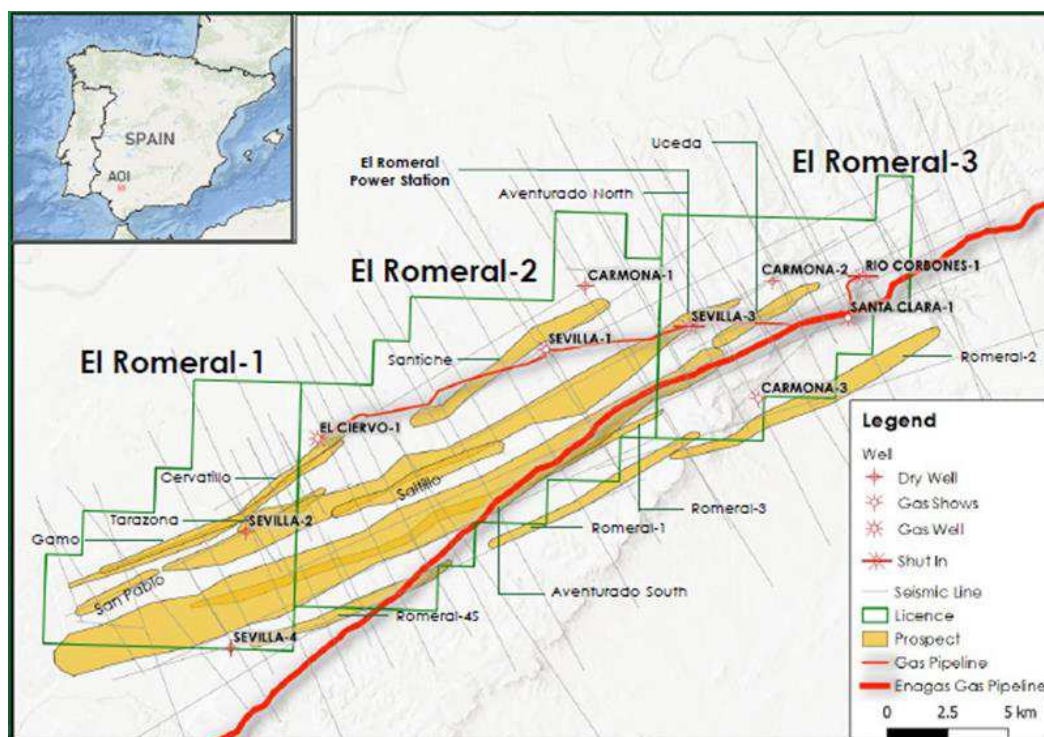 SPAIN
AOI
Uceda
El Romeral
Power Station
El Romeral-3
Aventurado North
El Romeral-2
CARMONA-1
CARMONA-2
RIO CORBONES-1
SANTA CLARA-1
SEVILLA-3
SEVILLA-1
El Romeral-1
Santiche
Romeral-2
CARMONA-3
EL CIERVO-1
Cervatillo
Saltillo
Tarazona
SEVILLA-2
Romeral-3
Gamo
Romeral-1
San Pablo
Aventurado South
Romeral-4S
SEVILLA-4
Legend
Well
Dry Well
Gas Shows
Gas Well
Shut In
Seismic Line
Licence
Prospect
Gas Pipeline
Enagas Gas Pipeline
0 2.5 5 km